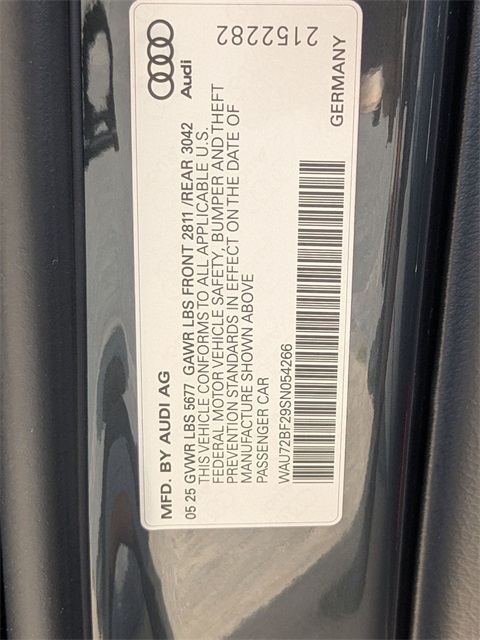 MFD. BY AUDI AG
Audi
05 25 GVWR LBS 5677 GAWR LBS FRONT 2811 /REAR 3042
THIS VEHICLE CONFORMS TO ALL APPLICABLE U.S.
FEDERAL MOTOR VEHICLE SAFETY, BUMPER AND THEFT
PREVENTION STANDARDS IN EFFECT ON THE DATE OF
MANUFACTURE SHOWN ABOVE
PASSENGER CAR
2152282
WAU72BF29SN054266
GERMANY